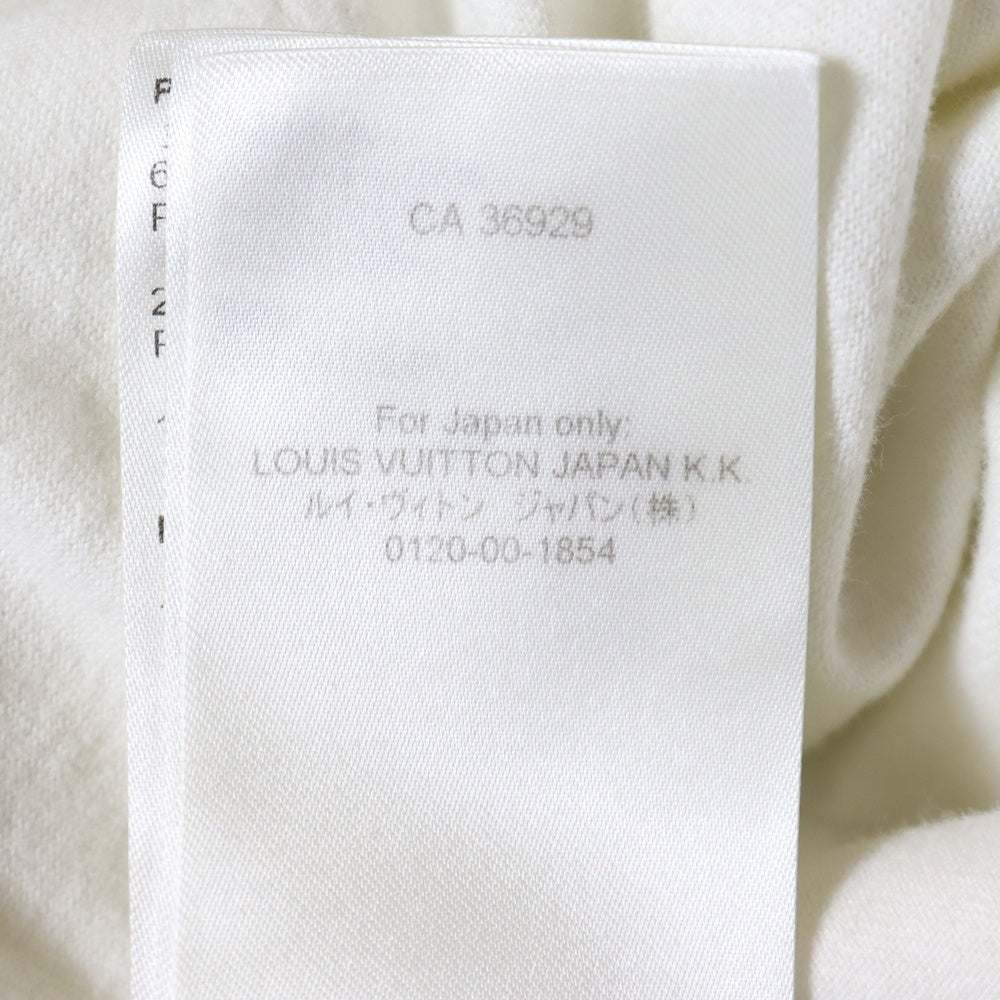 CA 36929
For Japan only:
LOUIS VUITTON JAPAN K.K.
ルイ・ヴィトン ジャパン(株)
0120-00-1854